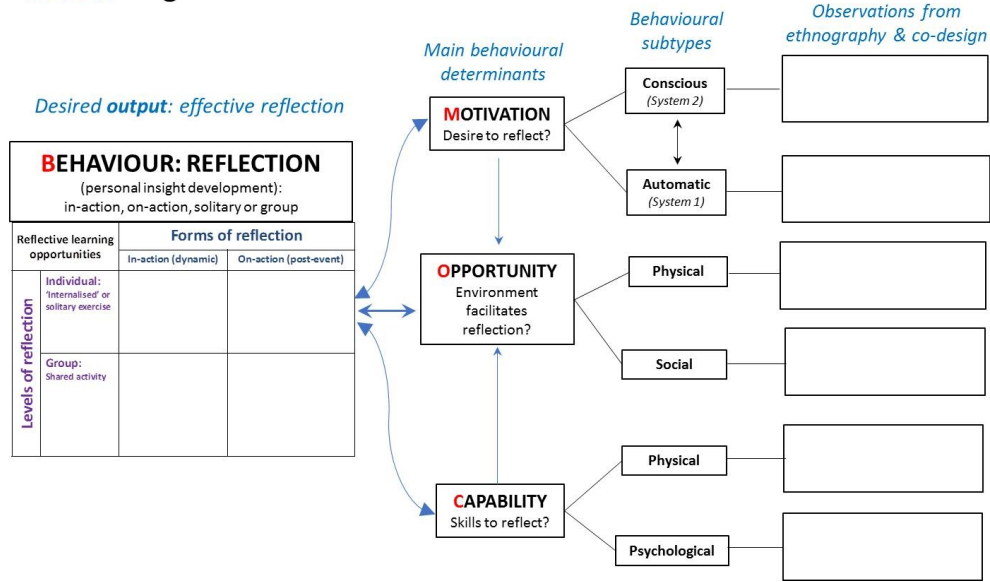 Desired output: effective reflection
BEHAVIOUR: REFLECTION
(personal insight development):
in-action, on-action, solitary or group
Reflective learning
opportunities
Forms of reflection
In-action (dynamic)
On-action (post-event)
Levels of reflection
Individual:
'Internalised' or
solitary exercise
Group:
Shared activity
Main behavioural
determinants
MOTIVATION
Desire to reflect?
OPPORTUNITY
Environment
facilitates
reflection?
CAPABILITY
Skills to reflect?
Behavioural
subtypes
Conscious
(System 2)
Automatic
(System 1)
Physical
Social
Physical
Psychological
Observations from
ethnography & co-design